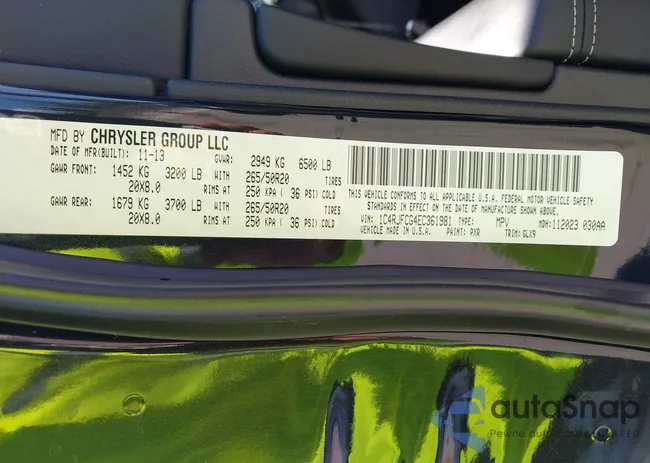 MFD BY CHRYSLER GROUP LLC
DATE OF MFR(BUILT): 11-13 GVWR: 2949 KG 6500 LB
GAWR FRONT: 1452 KG 3200 LB WITH 265/50R20 TIRES
20X8.0 RIMS AT 250 KPA ( 36 PSI) COLD
GAWR REAR: 1679 KG 3700 LB WITH 265/50R20 TIRES
20X8.0 RIMS AT 250 KPA ( 36 PSI) COLD
THIS VEHICLE CONFORMS TO ALL APPLICABLE U.S.A. FEDERAL MOTOR VEHICLE SAFETY
STANDARDS IN EFFECT ON THE DATE OF MANUFACTURE SHOWN ABOVE.
VIN: 1C4RJFCG4EC361981 TYPE: MPV MDH: 112023 030AA
VEHICLE MADE IN U.S.A. PAINT: PXR TRIM: GLX9
autaSnap
Pewne auta